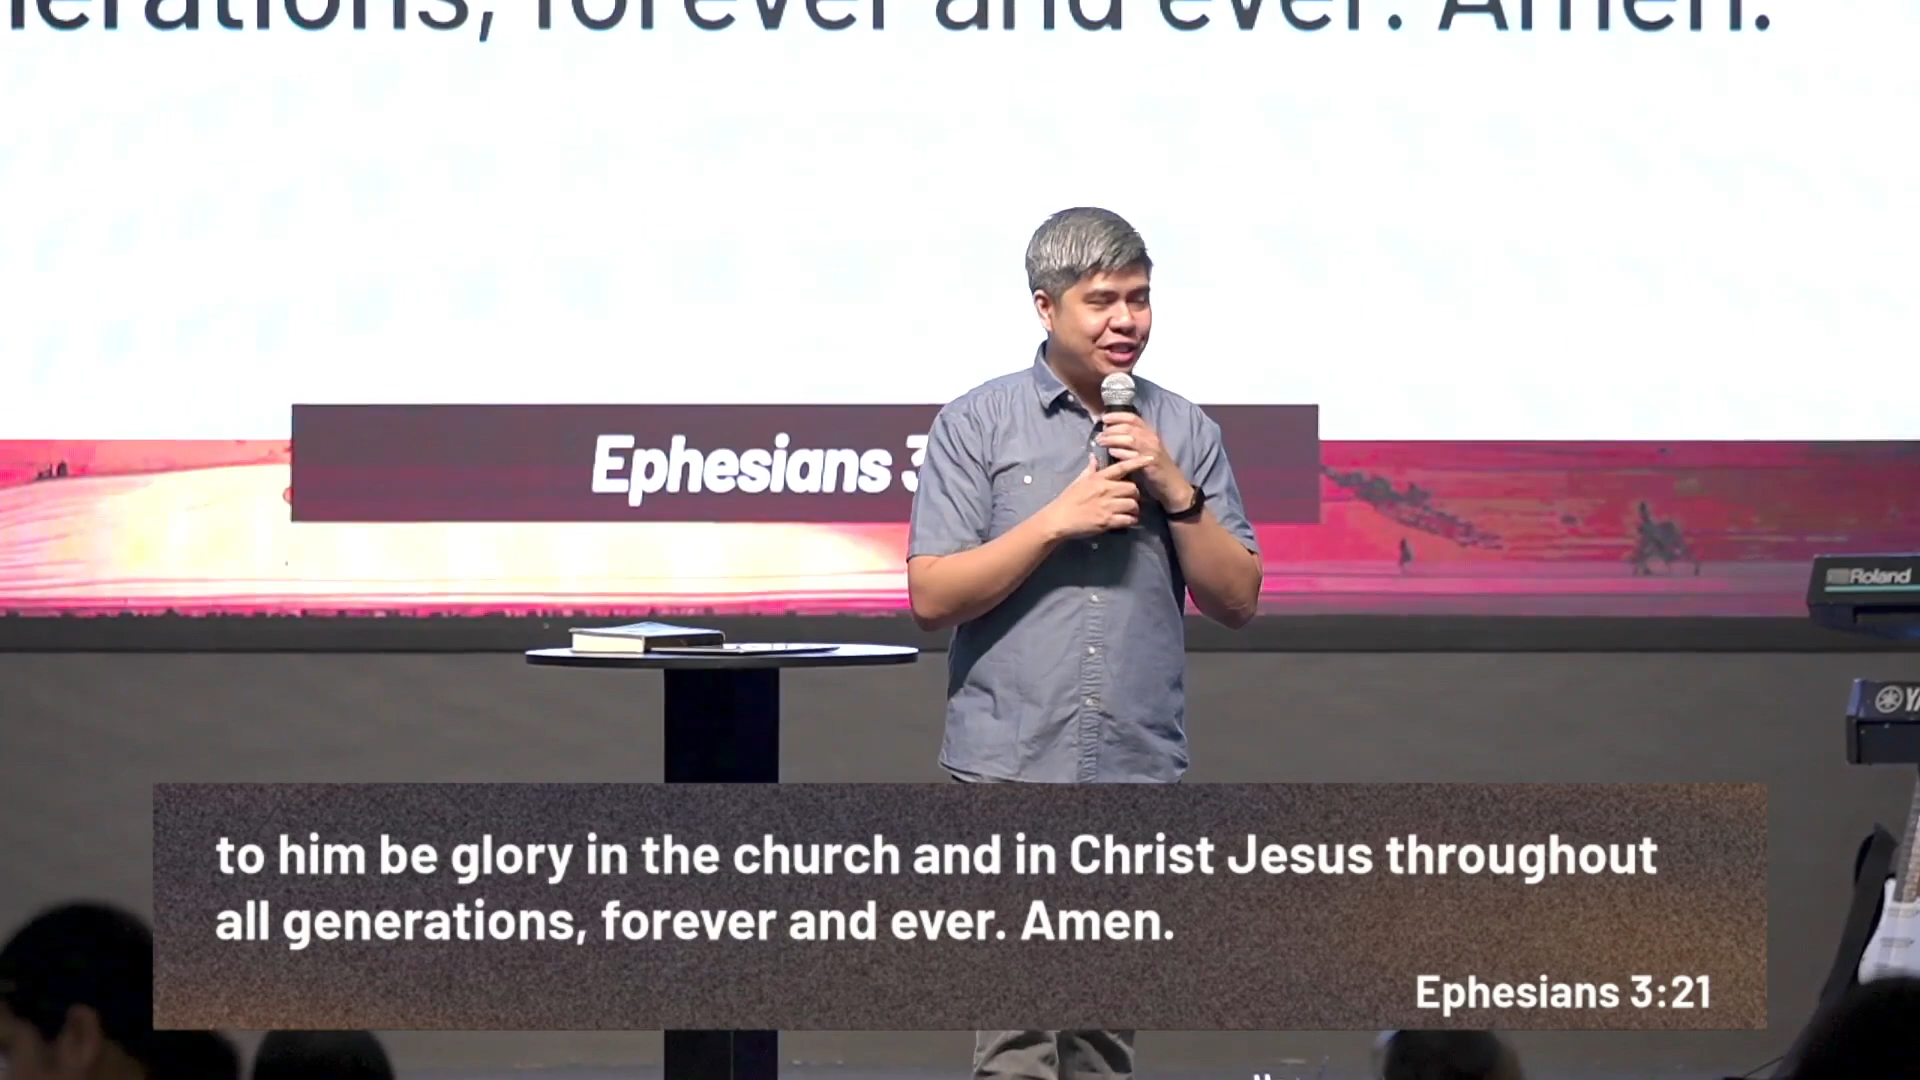 erations, forever and ever. Amen.
Ephesians 3
Roland
to him be glory in the church and in Christ Jesus throughout
all generations, forever and ever. Amen.
Ephesians 3:21